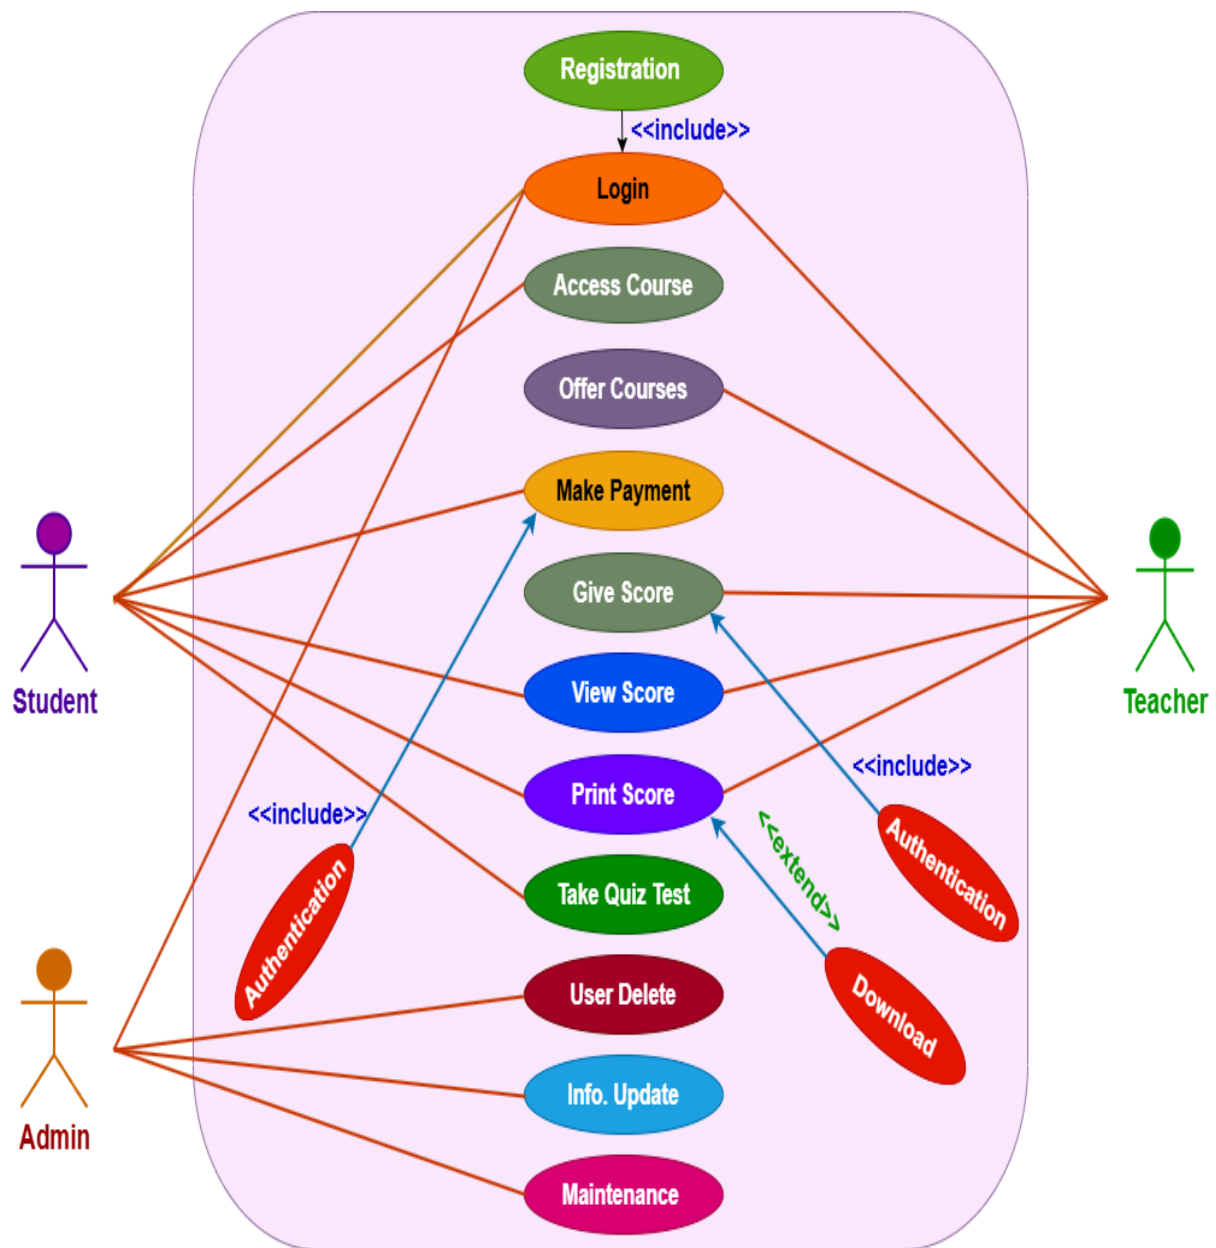 Registration
<<include>>
Login
Access Course
Offer Courses
Make Payment
Give Score
Student
View Score
Teacher
<<include>>
Print Score
<<include>>
<<extend>>
Authentication
Take Quiz Test
Authentication
User Delete
Download
Info. Update
Admin
Maintenance